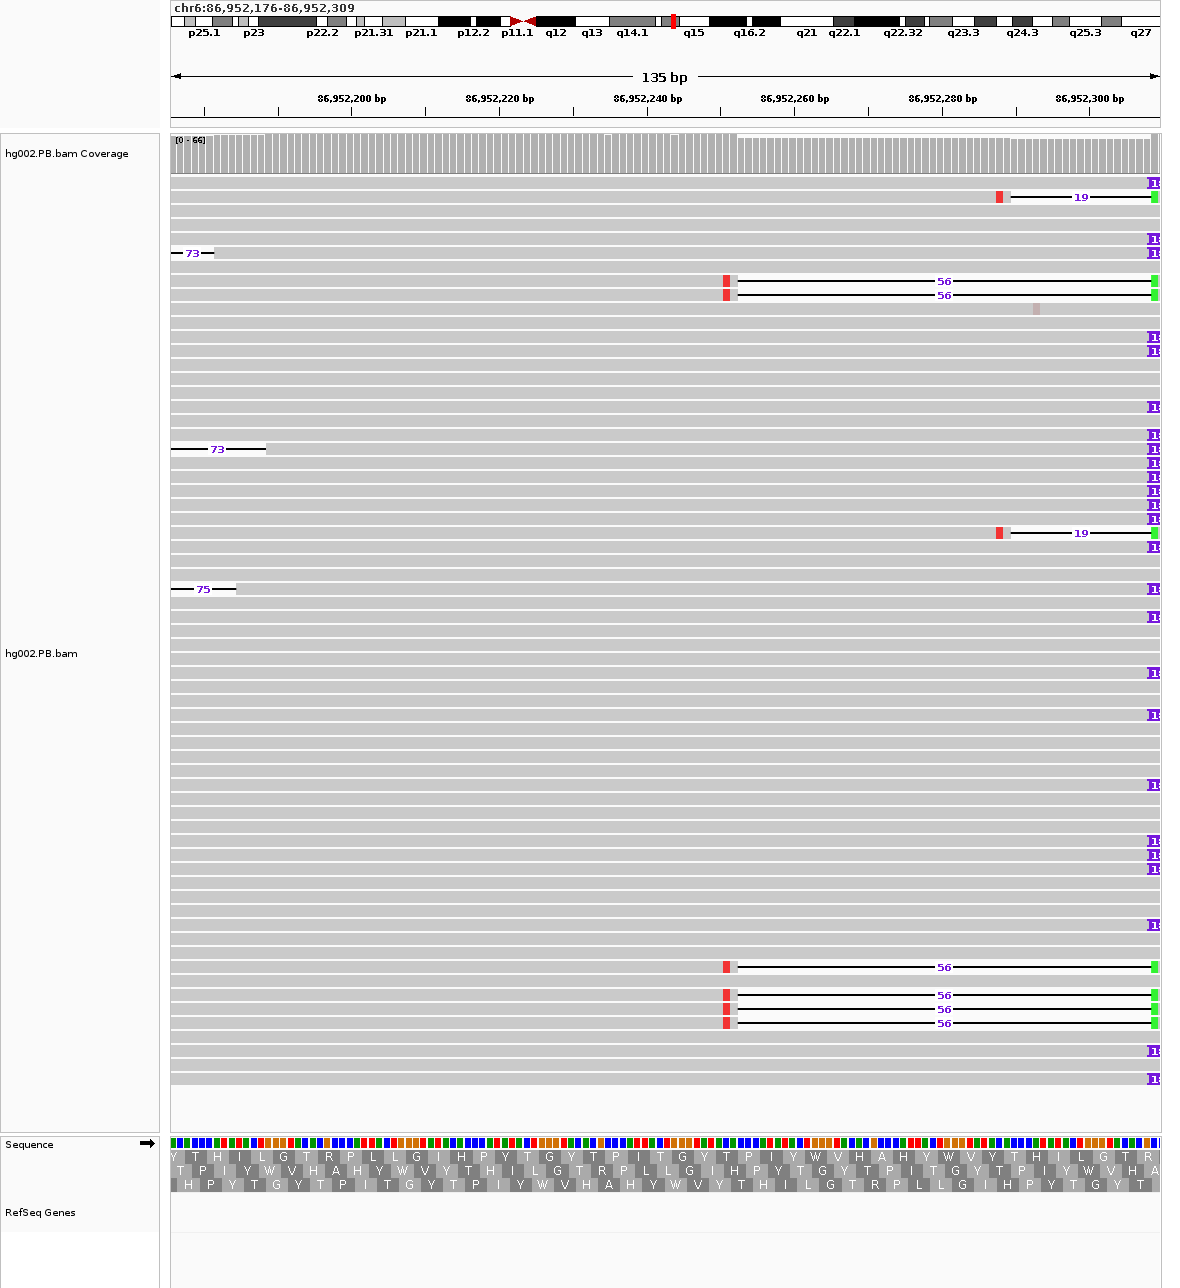 chr6:86,952,176-86,952,309
p25.1 p23 p22.2 p21.31 p21.1 p12.2 p11.1 q12 q13 q14.1 q15 q16.2 q21 q22.1 q22.32 q23.3 q24.3 q25.3 q27
135 bp
86,952,200 bp 86,952,220 bp 86,952,240 bp 86,952,260 bp 86,952,280 bp 86,952,300 bp
[0 - 66]
hg002.PB.bam Coverage
19
73
56
56
73
19
75
hg002.PB.bam
56
56
56
56
Sequence
Y T H I L G T R P L L G I H P Y T G Y T P I T G Y T P I Y W V H A H Y W V Y T H I L G T R
T P I Y W V H A H Y W V Y T H I L G T R P L L G I H P Y T G Y T P I T G Y T P I Y W V H A
H P Y T G Y T P I T G Y T P I Y W V H A H Y W V Y T H I L G T R P L L G I H P Y T G Y T
RefSeq Genes